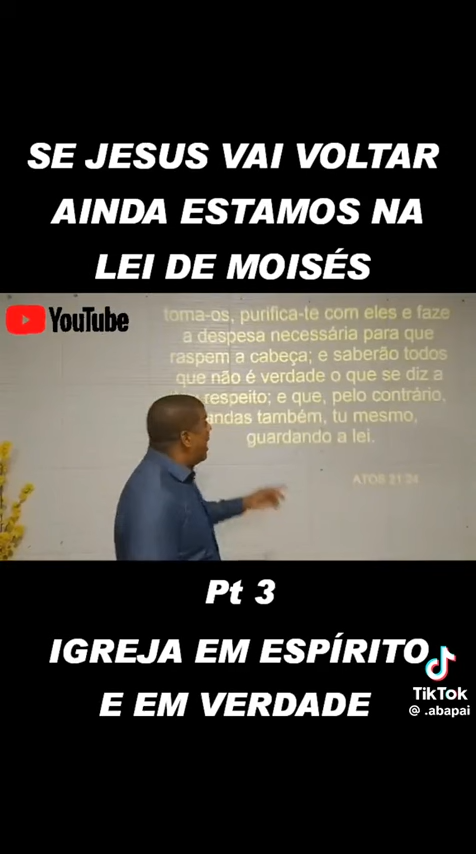 SE JESUS VAI VOLTAR
AINDA ESTAMOS NA
LEI DE MOISÉS
YouTube
toma-os, purifica-te com eles e faze
a despesa necessária para que
raspem a cabeça; e saberão todos
que não é verdade o que se diz a
respeito; e que, pelo contrário,
andas também, tu mesmo,
guardando a lei.
ATOS 21:24
Pt 3
IGREJA EM ESPÍRITO
E EM VERDADE
TikTok
@ .abapai